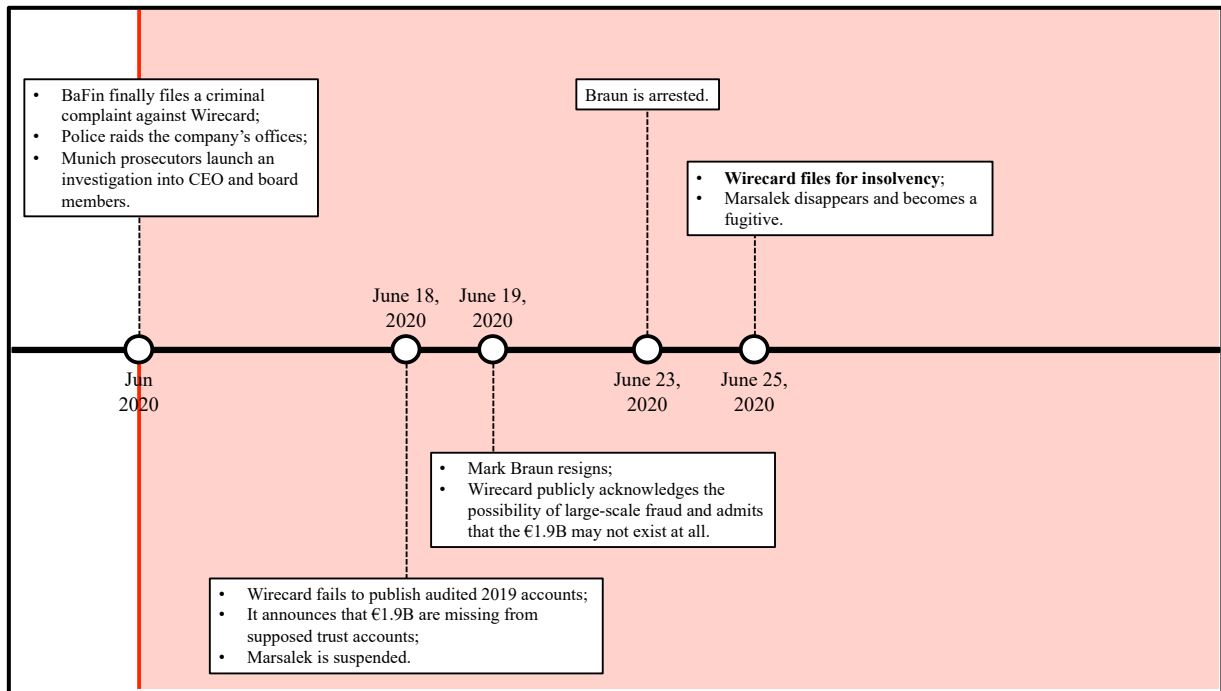 • BaFin finally files a criminal
complaint against Wirecard;
• Police raids the company’s offices;
• Munich prosecutors launch an
investigation into CEO and board
members.
Braun is arrested.
• Wirecard files for insolvency;
• Marsalek disappears and becomes a
fugitive.
June 18,
2020
June 19,
2020
Jun
2020
June 23,
2020
June 25,
2020
• Mark Braun resigns;
• Wirecard publicly acknowledges the
possibility of large-scale fraud and admits
that the €1.9B may not exist at all.
• Wirecard fails to publish audited 2019 accounts;
• It announces that €1.9B are missing from
supposed trust accounts;
• Marsalek is suspended.